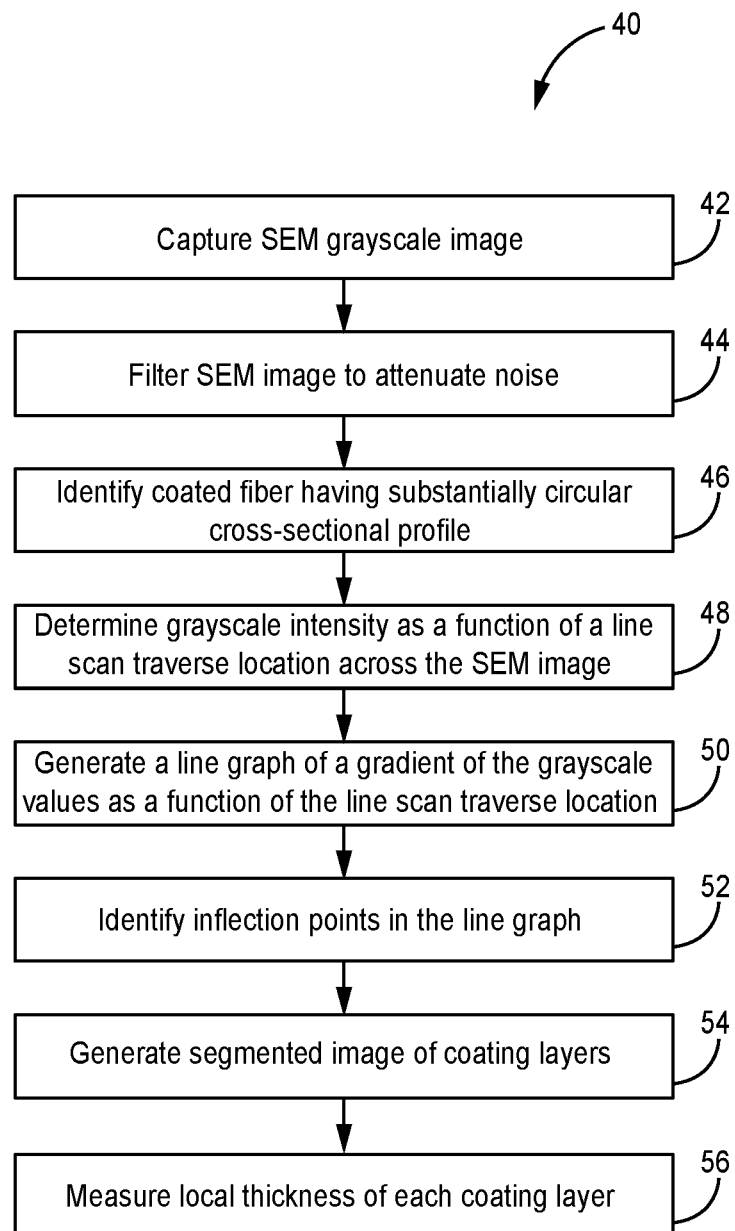 40
42
Capture SEM grayscale image
44
Filter SEM image to attenuate noise
46
Identify coated fiber having substantially circular
cross-sectional profile
48
Determine grayscale intensity as a function of a line
scan traverse location across the SEM image
50
Generate a line graph of a gradient of the grayscale
values as a function of the line scan traverse location
52
Identify inflection points in the line graph
54
Generate segmented image of coating layers
56
Measure local thickness of each coating layer